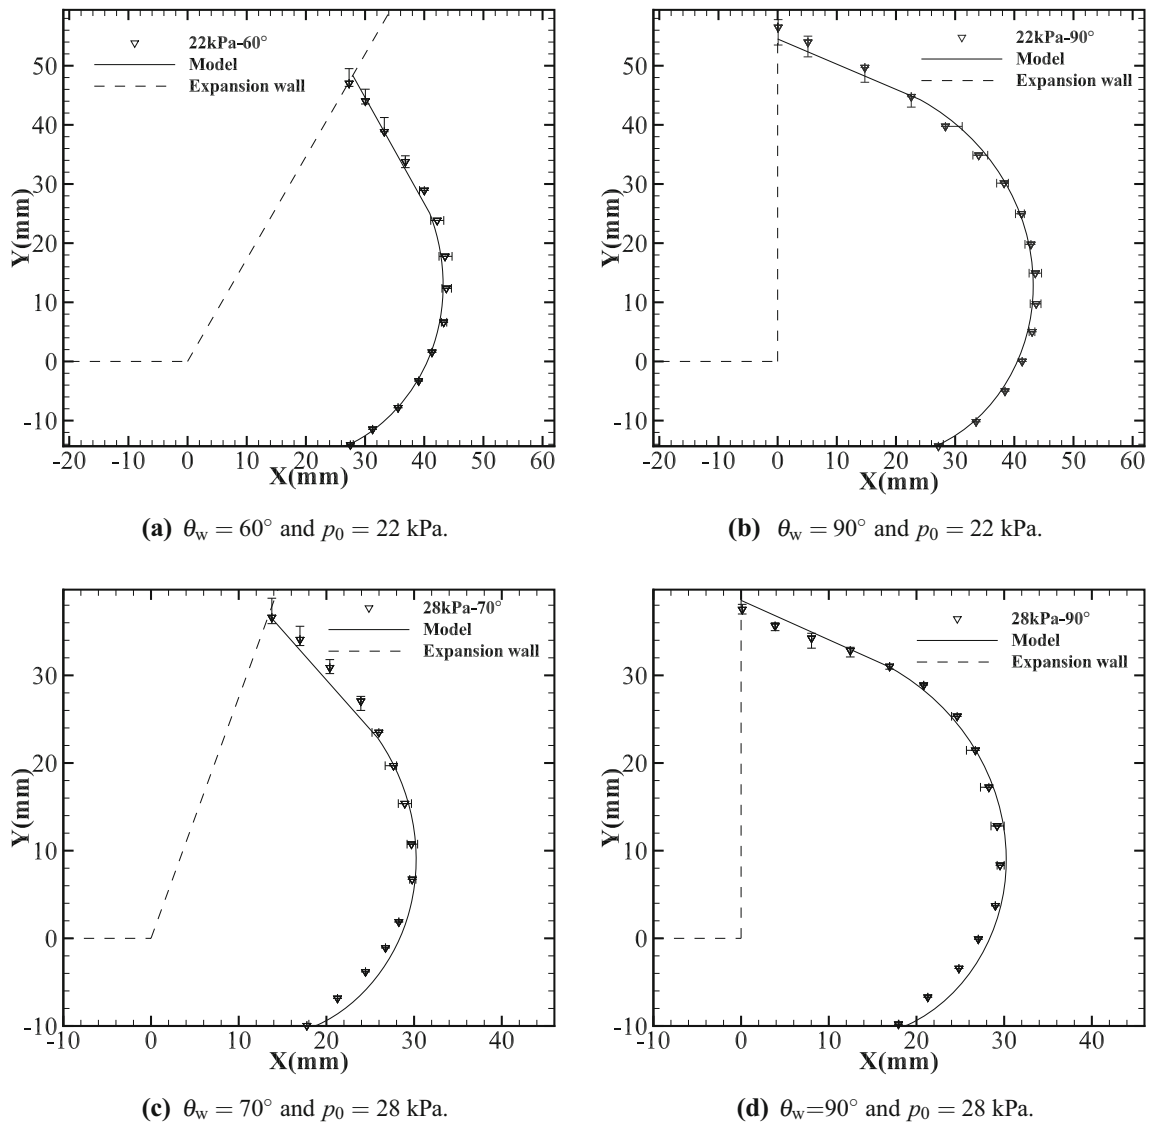 22kPa-60°
Model
Expansion wall
Y(mm)
50
40
30
20
10
0
-10
-20 -10 0 10 20 30 40 50 60
X(mm)
(a) θw = 60° and p0 = 22 kPa.
22kPa-90°
Model
Expansion wall
Y(mm)
50
40
30
20
10
0
-10
-20 -10 0 10 20 30 40 50 60
X(mm)
(b) θw = 90° and p0 = 22 kPa.
28kPa-70°
Model
Expansion wall
Y(mm)
30
20
10
0
-10
-10 0 10 20 30 40
X(mm)
(c) θw = 70° and p0 = 28 kPa.
28kPa-90°
Model
Expansion wall
Y(mm)
30
20
10
0
-10
-10 0 10 20 30 40
X(mm)
(d) θw=90° and p0 = 28 kPa.